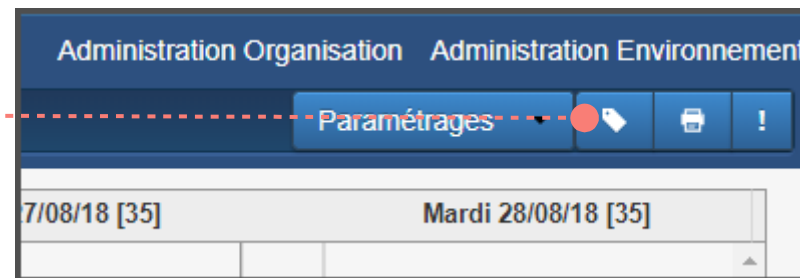 Administration Organisation Administration Environnement
Paramétrages !
7/08/18 [35] Mardi 28/08/18 [35]